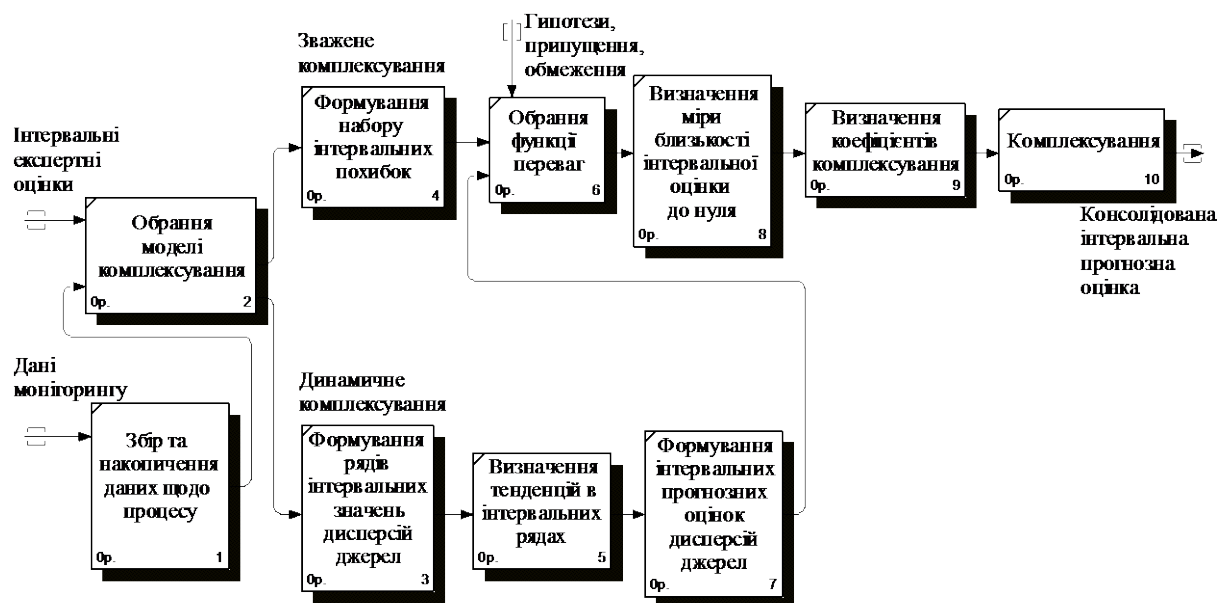 Інтервальні
експертні
оцінки
Обрання
моделі
комплексування
0р. 2
Дані
моніторингу
Збір та
накопичення
даних щодо
процесу
0р. 1
Зважене
комплексування
Формування
набору
інтервальних
похибок
0р. 4
Гипотези,
припущення,
обмеження
Обрання
функції
переваг
0р. 6
Визначення
міри
близькості
інтервальної
оцінки
до нуля
0р. 8
Визначення
коефіцієнтів
комплексування
0р. 9
Комплексування
0р. 10
Консолідована
інтервальна
прогнозна
оцінка
Динамичне
комплексування
Формування
рядів
інтервальних
значень
дисперсій
джерел
0р. 3
Визначення
тенденцій в
інтервальних
рядах
0р. 5
Формування
інтервальних
прогнозних
оцінок
дисперсій
джерел
0р. 7